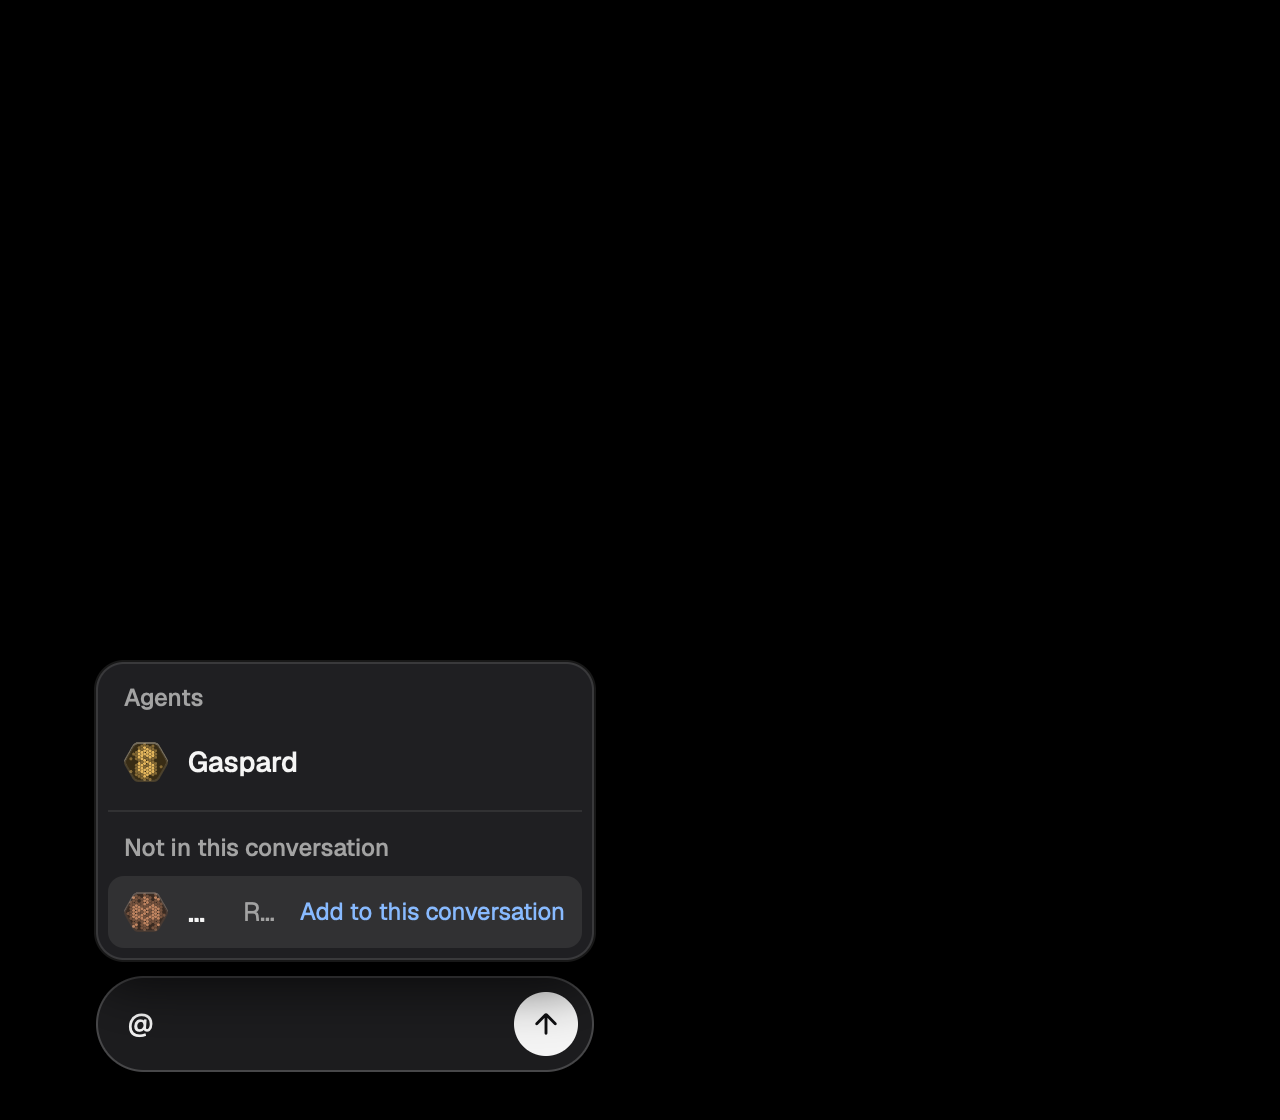 Agents
Gaspard
Not in this conversation
... R... Add to this conversation
@